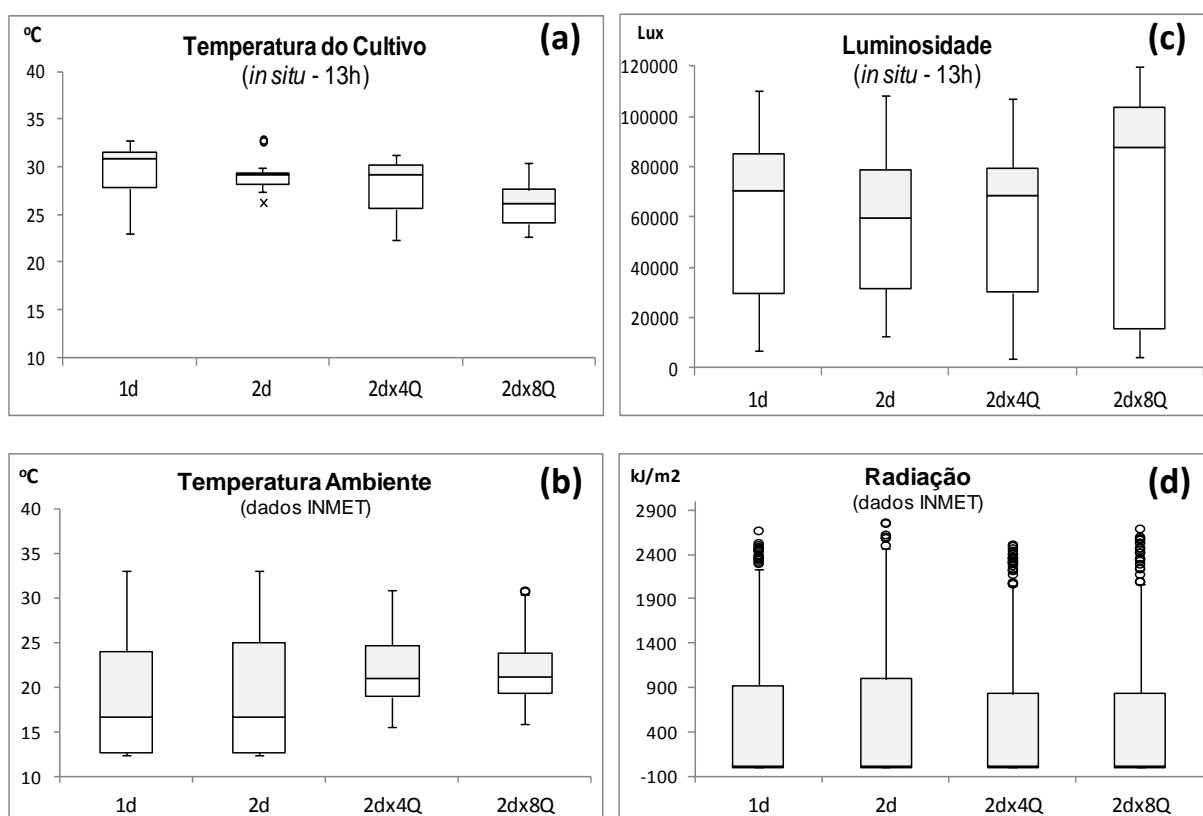 ºC
Temperatura do Cultivo
(a)
(in situ - 13h)
40
35
30
25
20
15
10
1d 2d 2dx4Q 2dx8Q
Lux
Luminosidade
(c)
(in situ - 13h)
120000
100000
80000
60000
40000
20000
0
1d 2d 2dx4Q 2dx8Q
ºC
Temperatura Ambiente
(b)
(dados INMET)
40
35
30
25
20
15
10
1d 2d 2dx4Q 2dx8Q
kJ/m2
Radiação
(d)
(dados INMET)
2900
2400
1900
1400
900
400
-100
1d 2d 2dx4Q 2dx8Q